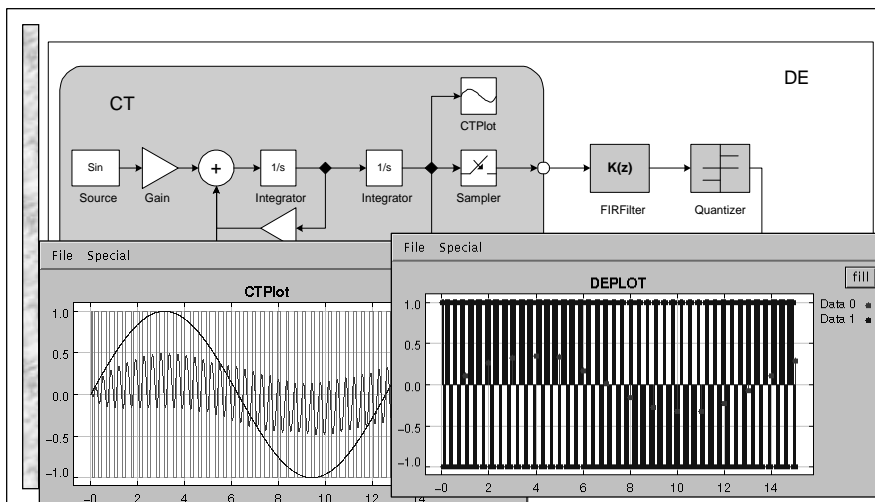 DE
CT
CTPlot
Sin
+
1/s
1/s
K(z)
Source
Gain
Integrator
Integrator
Sampler
FIRFilter
Quantizer
File Special
CTPlot
1.0
0.5
0.0
−0.5
−1.0
−0 2 4 6 8 10 12
File Special
fill
DEPLOT
Data 0
Data 1
1.0
0.5
0.0
−0.5
−1.0
−0 2 4 6 8 10 12 14